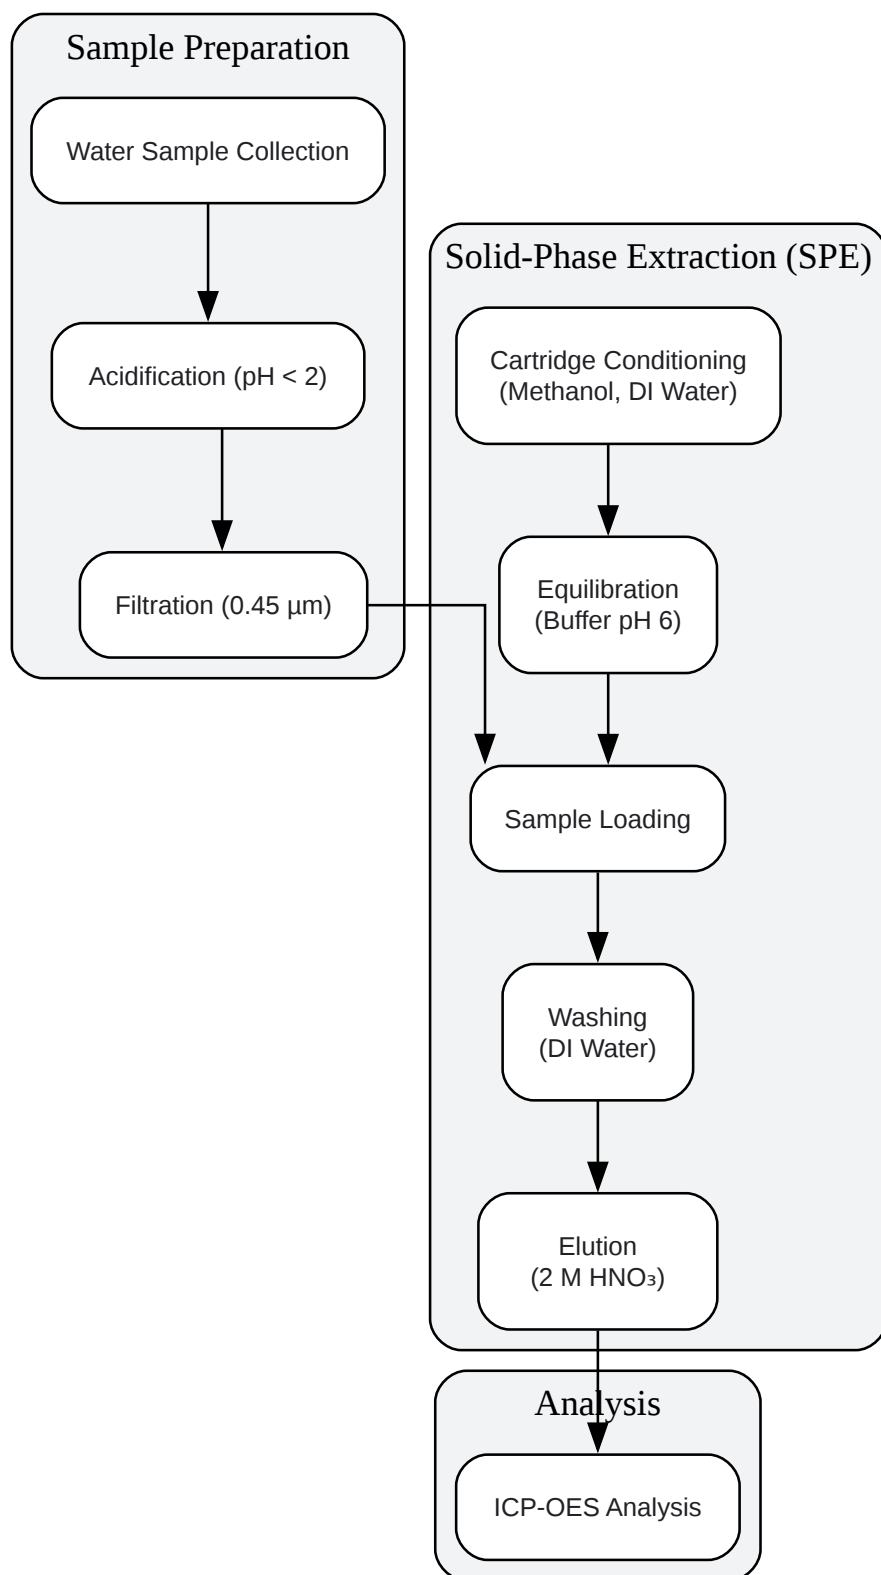 Sample Preparation
Water Sample Collection
Acidification (pH < 2)
Filtration (0.45 µm)
Solid-Phase Extraction (SPE)
Cartridge Conditioning
(Methanol, DI Water)
Equilibration
(Buffer pH 6)
Sample Loading
Washing
(DI Water)
Elution
(2 M HNO₃)
Analysis
ICP-OES Analysis